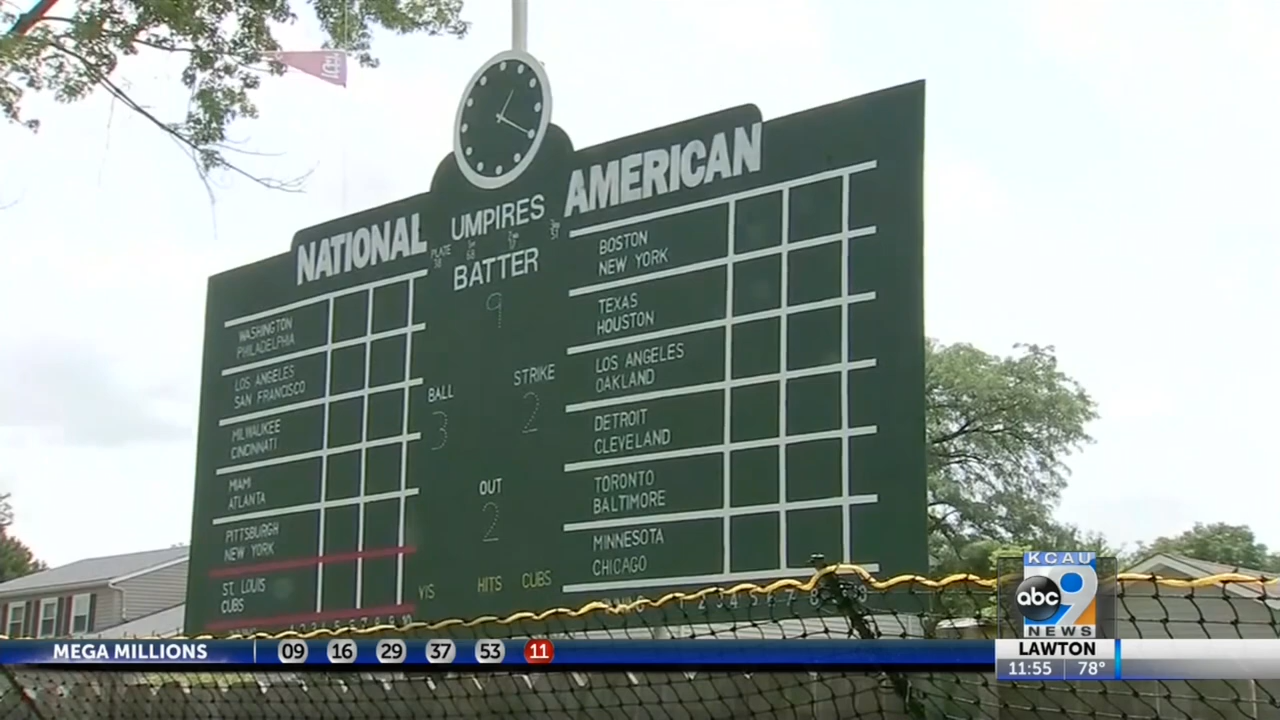 NATIONAL
UMPIRES
AMERICAN
PLATE
BATTER
9
WASHINGTON
PHILADELPHIA
LOS ANGELES
SAN FRANCISCO
MILWAUKEE
CINCINNATI
MIAMI
ATLANTA
PITTSBURGH
NEW YORK
ST. LOUIS
CUBS
BALL
3
STRIKE
2
OUT
2
VIS HITS CUBS
BOSTON
NEW YORK
TEXAS
HOUSTON
LOS ANGELES
OAKLAND
DETROIT
CLEVELAND
TORONTO
BALTIMORE
MINNESOTA
CHICAGO
KCAU
abc 9
NEWS
LAWTON
11:55 78°
MEGA MILLIONS 09 16 29 37 53 11